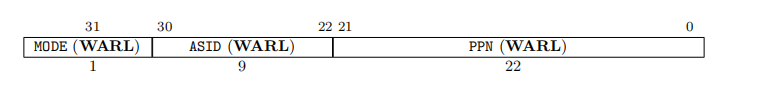 31 30 22 21 0
MODE (WARL) ASID (WARL) PPN (WARL)
1 9 22